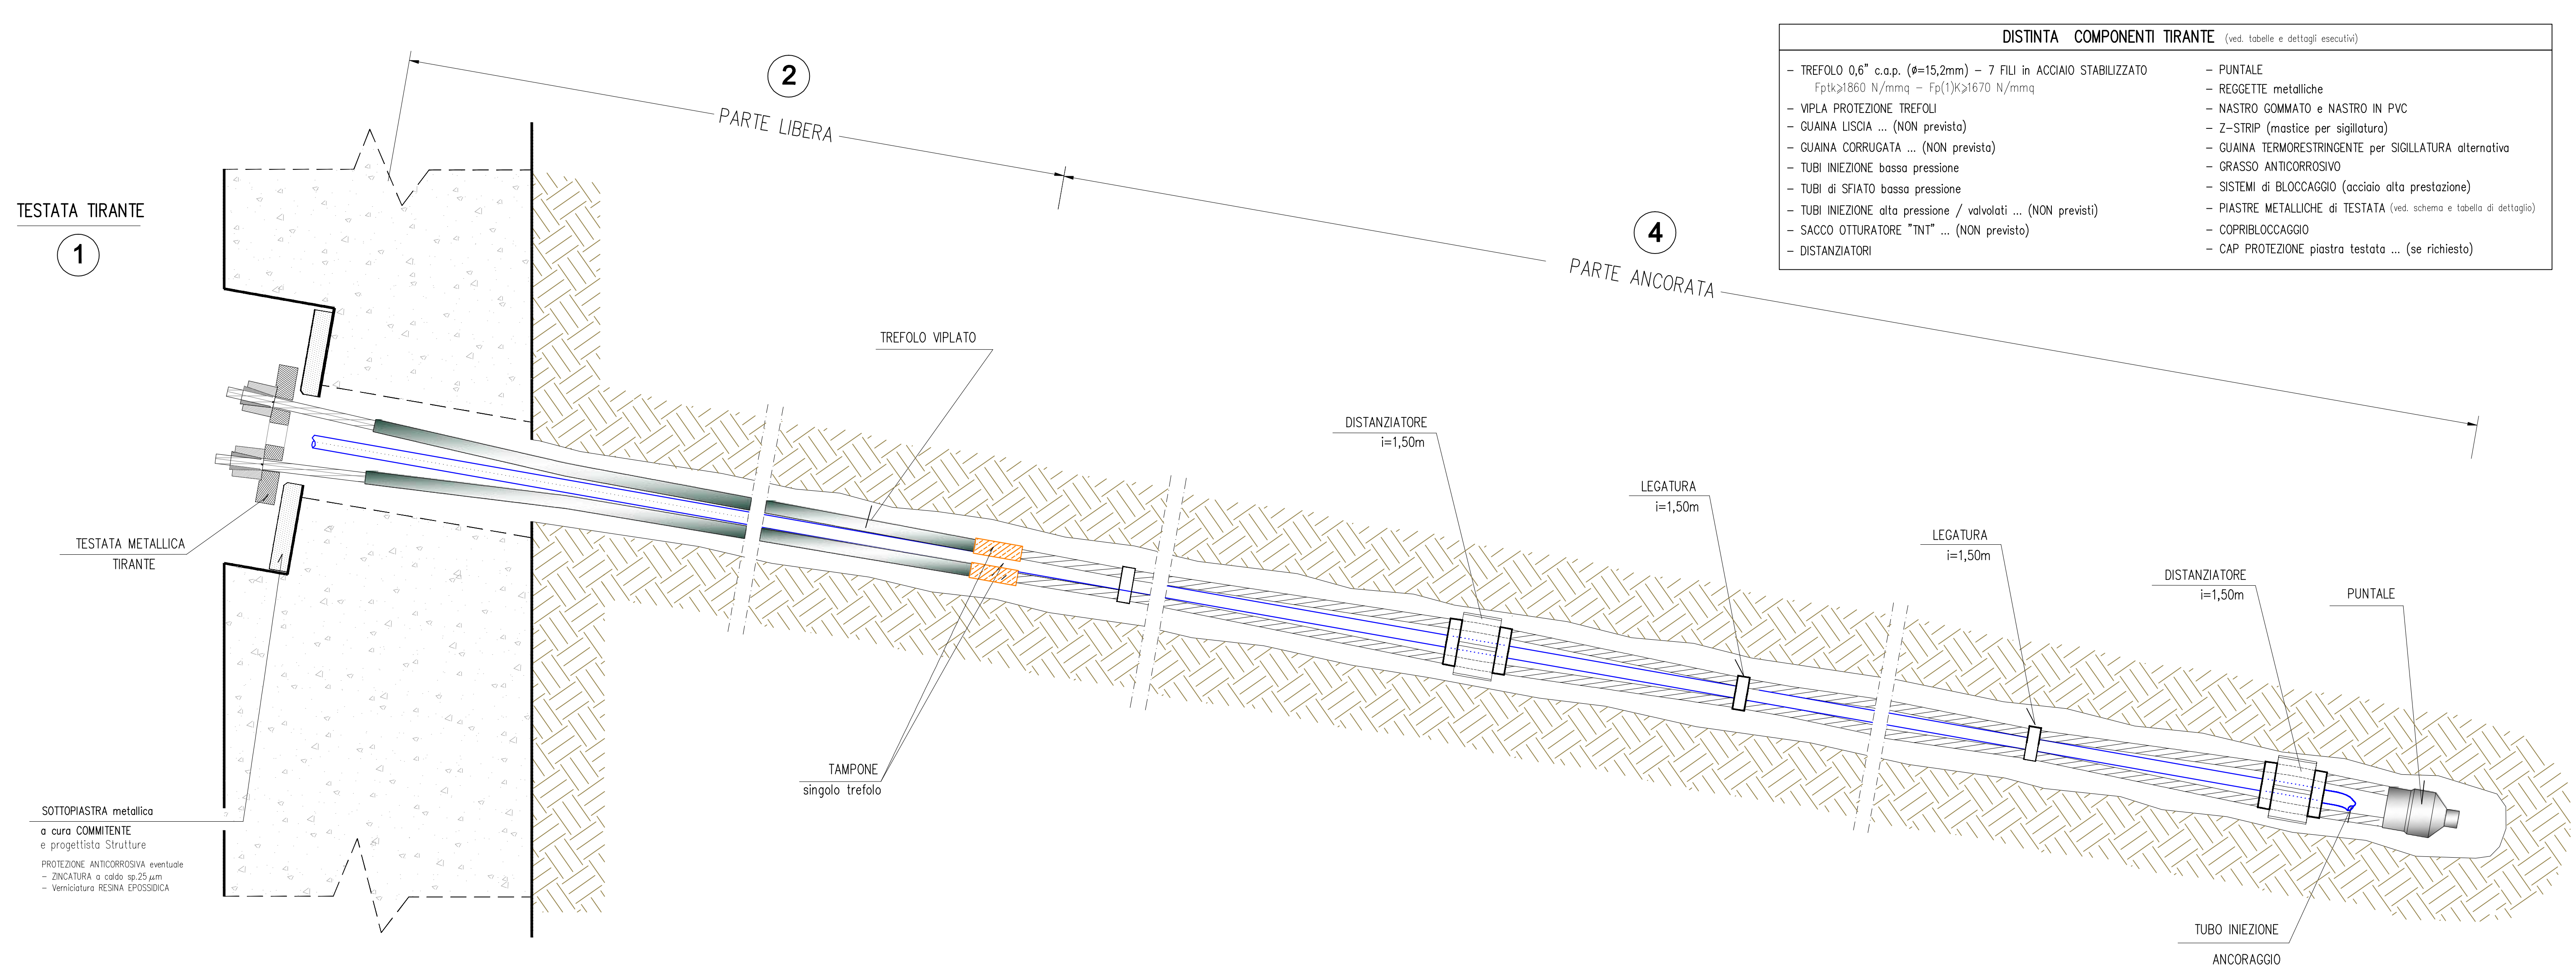 DISTINTA COMPONENTI TIRANTE (ved. tabelle e dettagli esecutivi)
- TREFOLO 0,6" c.a.p. (ø=15,2mm) - 7 FILI in ACCIAIO STABILIZZATO
Fptk⩾1860 N/mmq - Fp(1)K⩾1670 N/mmq
- VIPLA PROTEZIONE TREFOLI
- GUAINA LISCIA ... (NON prevista)
- GUAINA CORRUGATA ... (NON prevista)
- TUBI INIEZIONE bassa pressione
- TUBI di SFIATO bassa pressione
- TUBI INIEZIONE alta pressione / valvolati ... (NON previsti)
- SACCO OTTURATORE "TNT" ... (NON previsto)
- DISTANZIATORI
- PUNTALE
- REGGETTE metalliche
- NASTRO GOMMATO e NASTRO IN PVC
- Z-STRIP (mastice per sigillatura)
- GUAINA TERMORESTRINGENTE per SIGILLATURA alternativa
- GRASSO ANTICORROSIVO
- SISTEMI di BLOCCAGGIO (acciaio alta prestazione)
- PIASTRE METALLICHE di TESTATA (ved. schema e tabella di dettaglio)
- COPRIBLOCCAGGIO
- CAP PROTEZIONE piastra testata ... (se richiesto)
2
PARTE LIBERA
4
PARTE ANCORATA
TESTATA TIRANTE
1
TREFOLO VIPLATO
DISTANZIATORE
i=1,50m
LEGATURA
i=1,50m
LEGATURA
i=1,50m
DISTANZIATORE
i=1,50m
PUNTALE
TESTATA METALLICA
TIRANTE
TAMPONE
singolo trefolo
SOTTOPIASTRA metallica
a cura COMMITENTE
e progettista Strutture
PROTEZIONE ANTICORROSIVA eventuale
- ZINCATURA a caldo sp.25 μm
- Verniciatura RESINA EPOSSIDICA
TUBO INIEZIONE
ANCORAGGIO